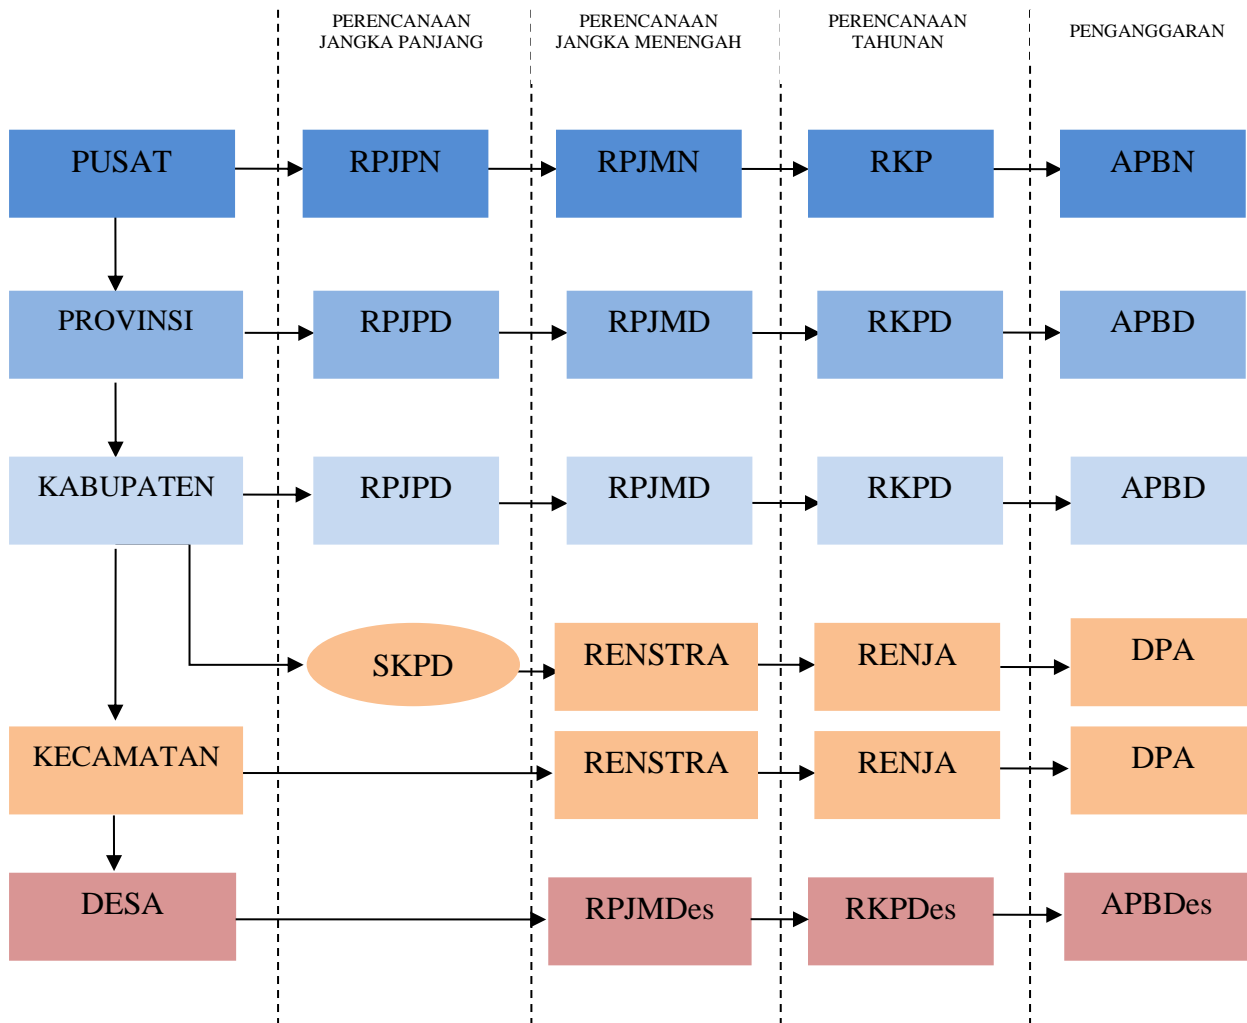 PERENCANAAN
JANGKA PANJANG
PERENCANAAN
JANGKA MENENGAH
PERENCANAAN
TAHUNAN
PENGANGGARAN
PUSAT
RPJPN
RPJMN
RKP
APBN
PROVINSI
RPJPD
RPJMD
RKPD
APBD
KABUPATEN
RPJPD
RPJMD
RKPD
APBD
SKPD
RENSTRA
RENJA
DPA
KECAMATAN
RENSTRA
RENJA
DPA
DESA
RPJMDes
RKPDes
APBDes